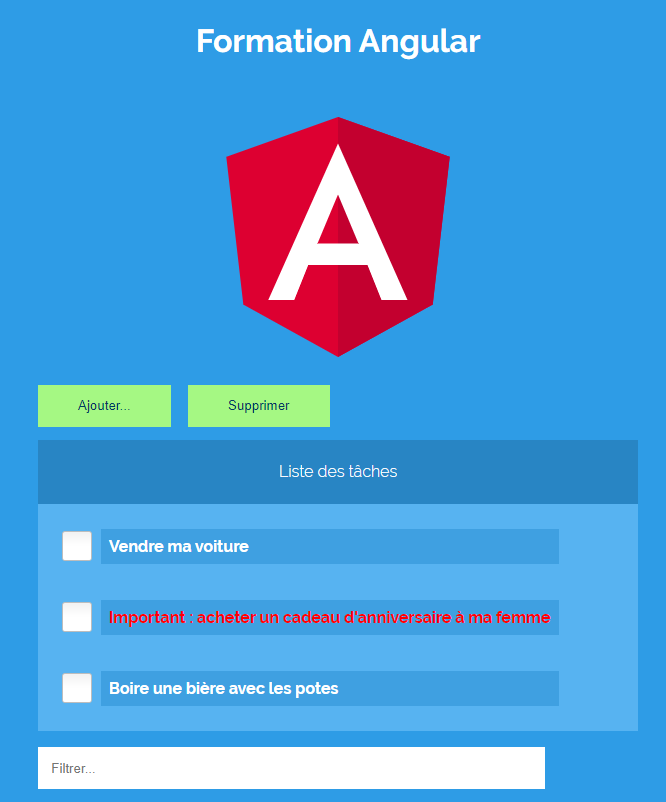 Formation Angular
A
Ajouter... Supprimer
Liste des tâches
Vendre ma voiture
Important : acheter un cadeau d'anniversaire à ma femme
Boire une bière avec les potes
Filtrer...